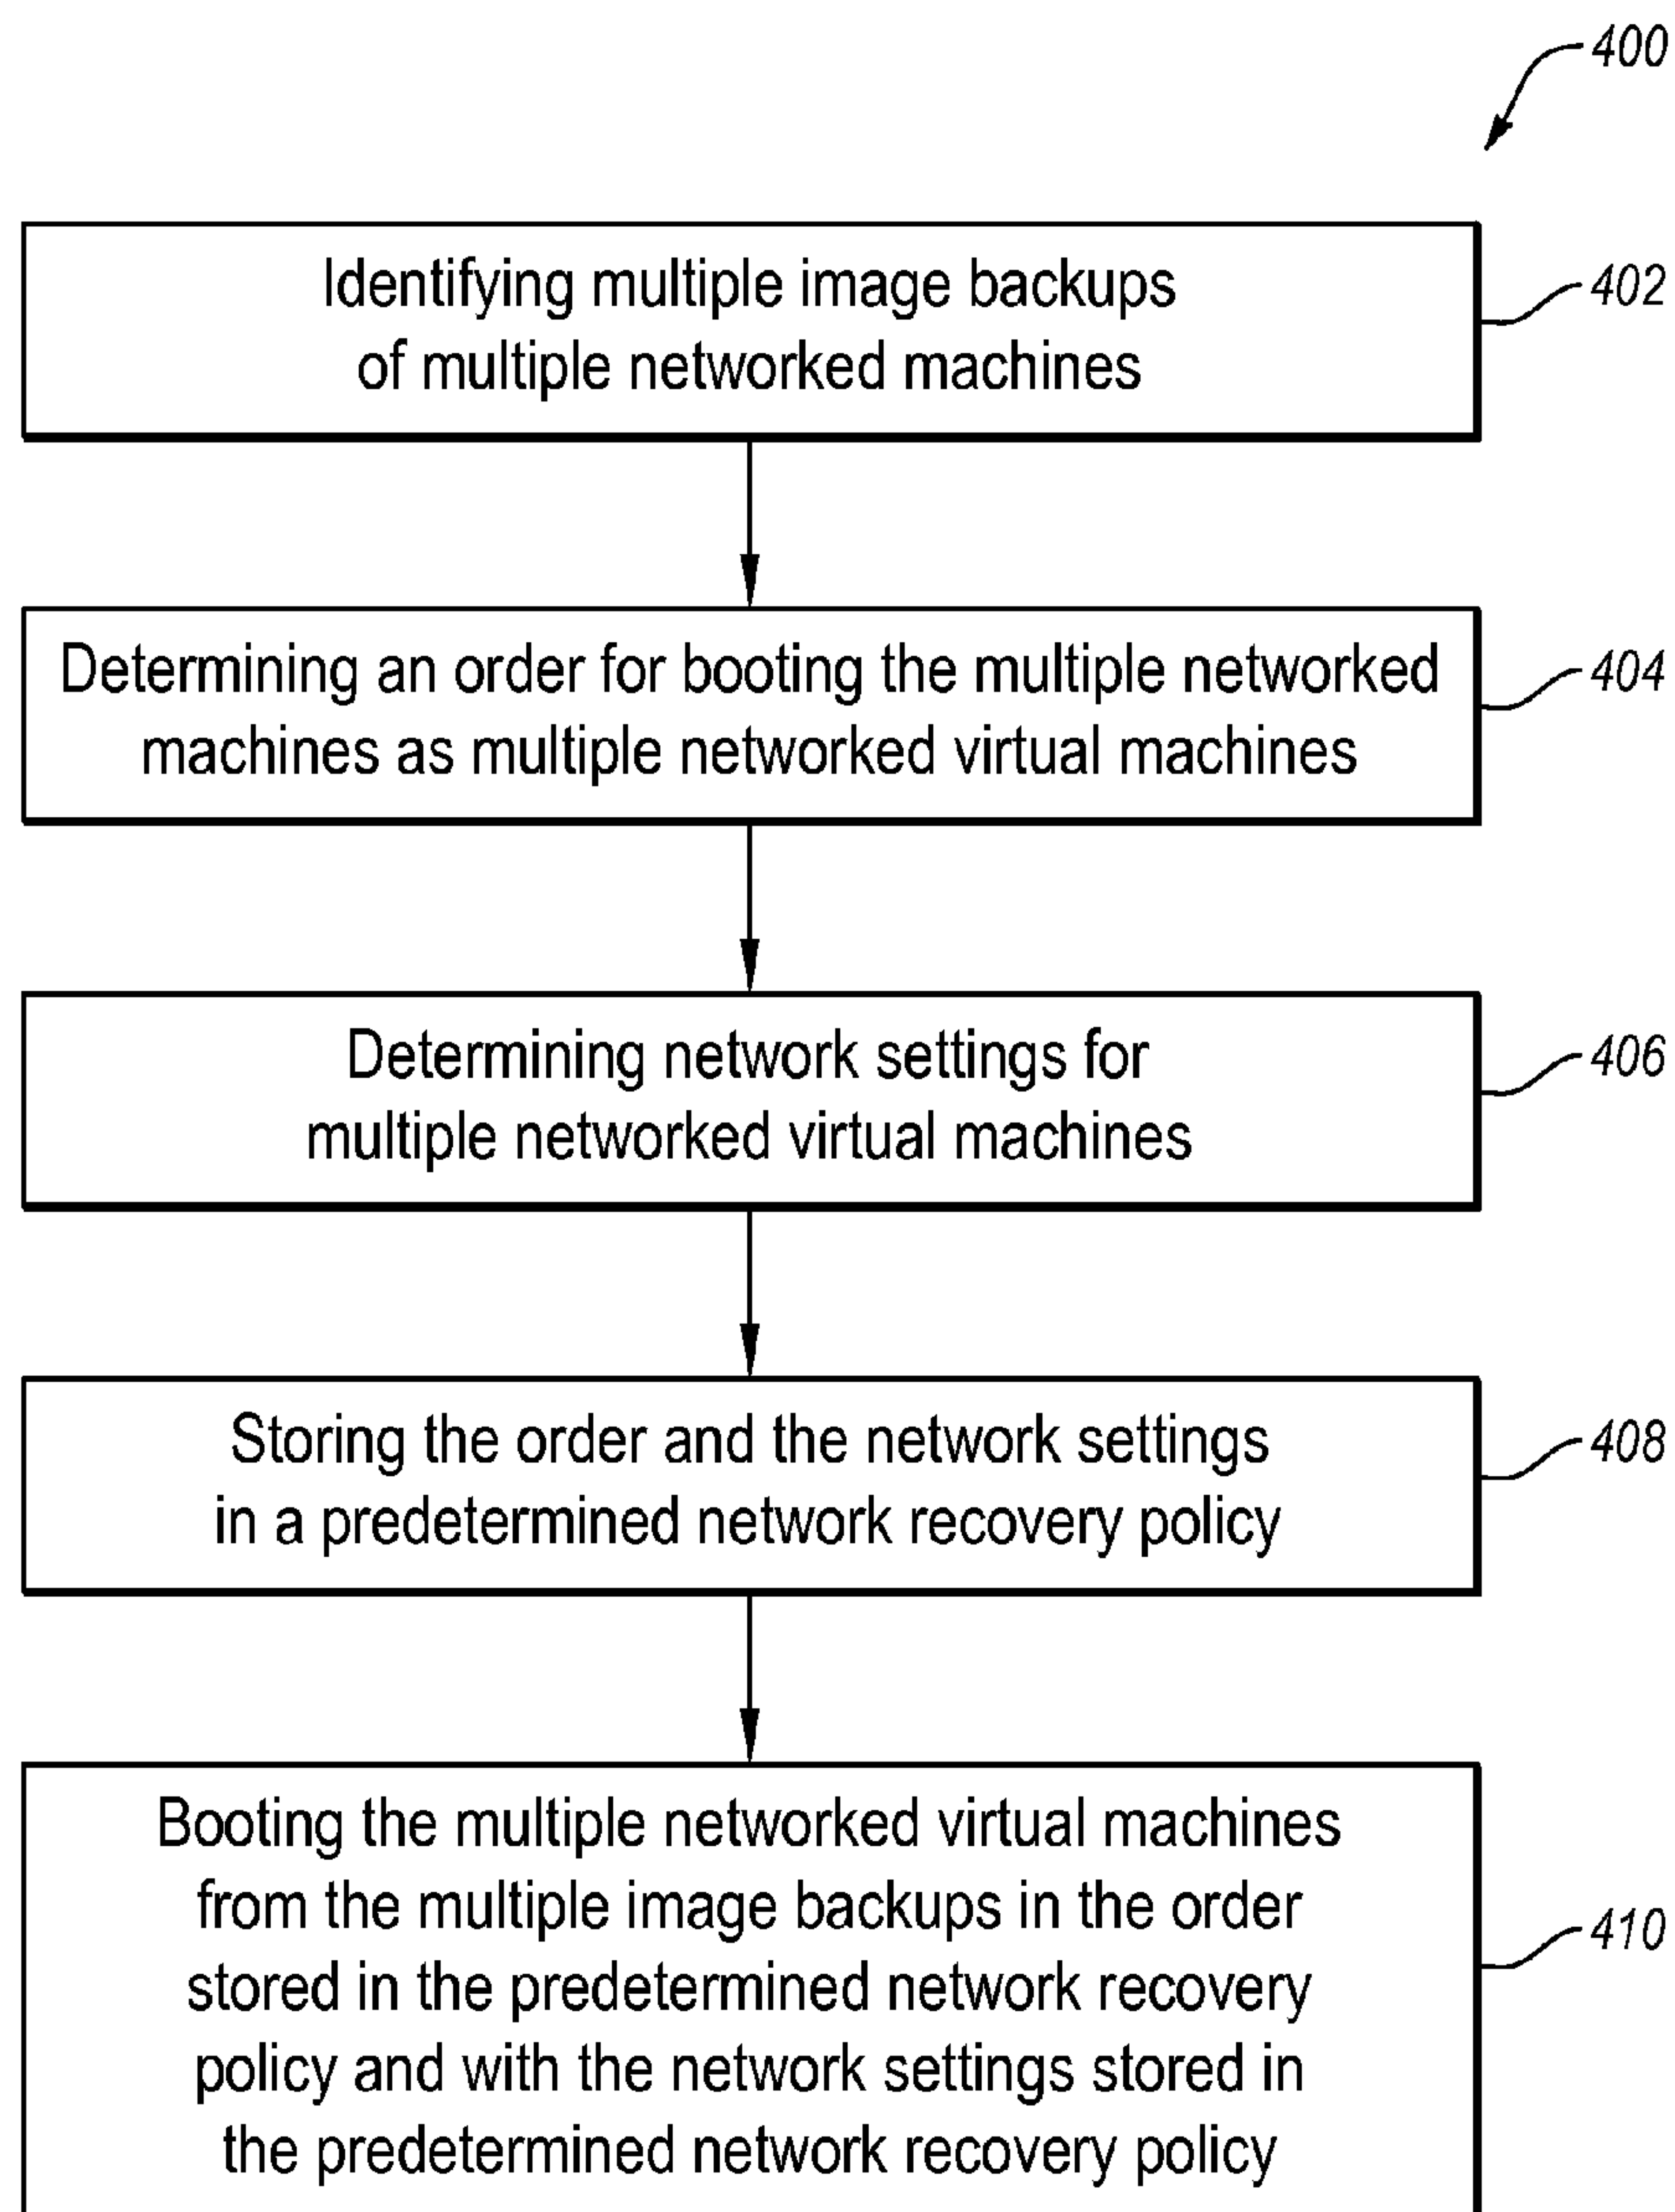 400
Identifying multiple image backups
of multiple networked machines
402
Determining an order for booting the multiple networked
machines as multiple networked virtual machines
404
Determining network settings for
multiple networked virtual machines
406
Storing the order and the network settings
in a predetermined network recovery policy
408
Booting the multiple networked virtual machines
from the multiple image backups in the order
stored in the predetermined network recovery
policy and with the network settings stored in
the predetermined network recovery policy
410